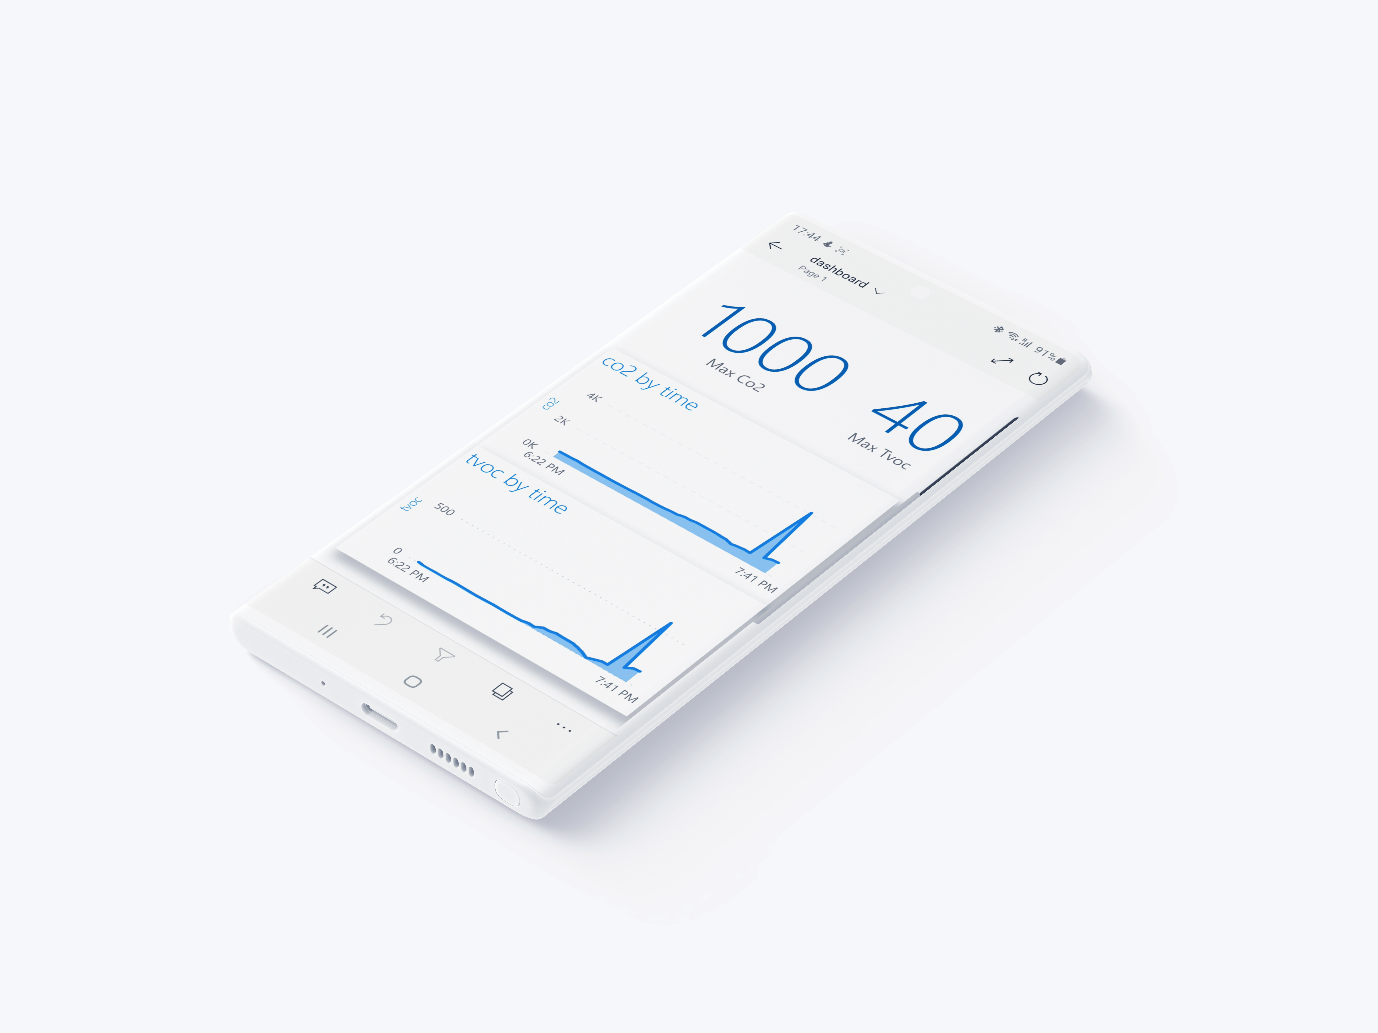 17:44
91%
dashboard
Page 1
1000
Max Co2
40
Max Tvoc
co2 by time
co2
4K
2K
0K
6:22 PM
7:41 PM
tvoc by time
tvoc
500
0
6:22 PM
7:41 PM